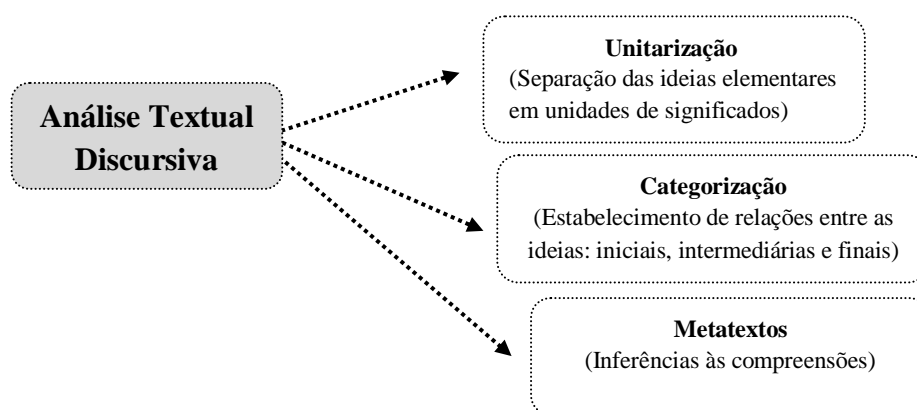 Análise Textual
Discursiva
Unitarização
(Separação das ideias elementares
em unidades de significados)
Categorização
(Estabelecimento de relações entre as
ideias: iniciais, intermediárias e finais)
Metatextos
(Inferências às compreensões)